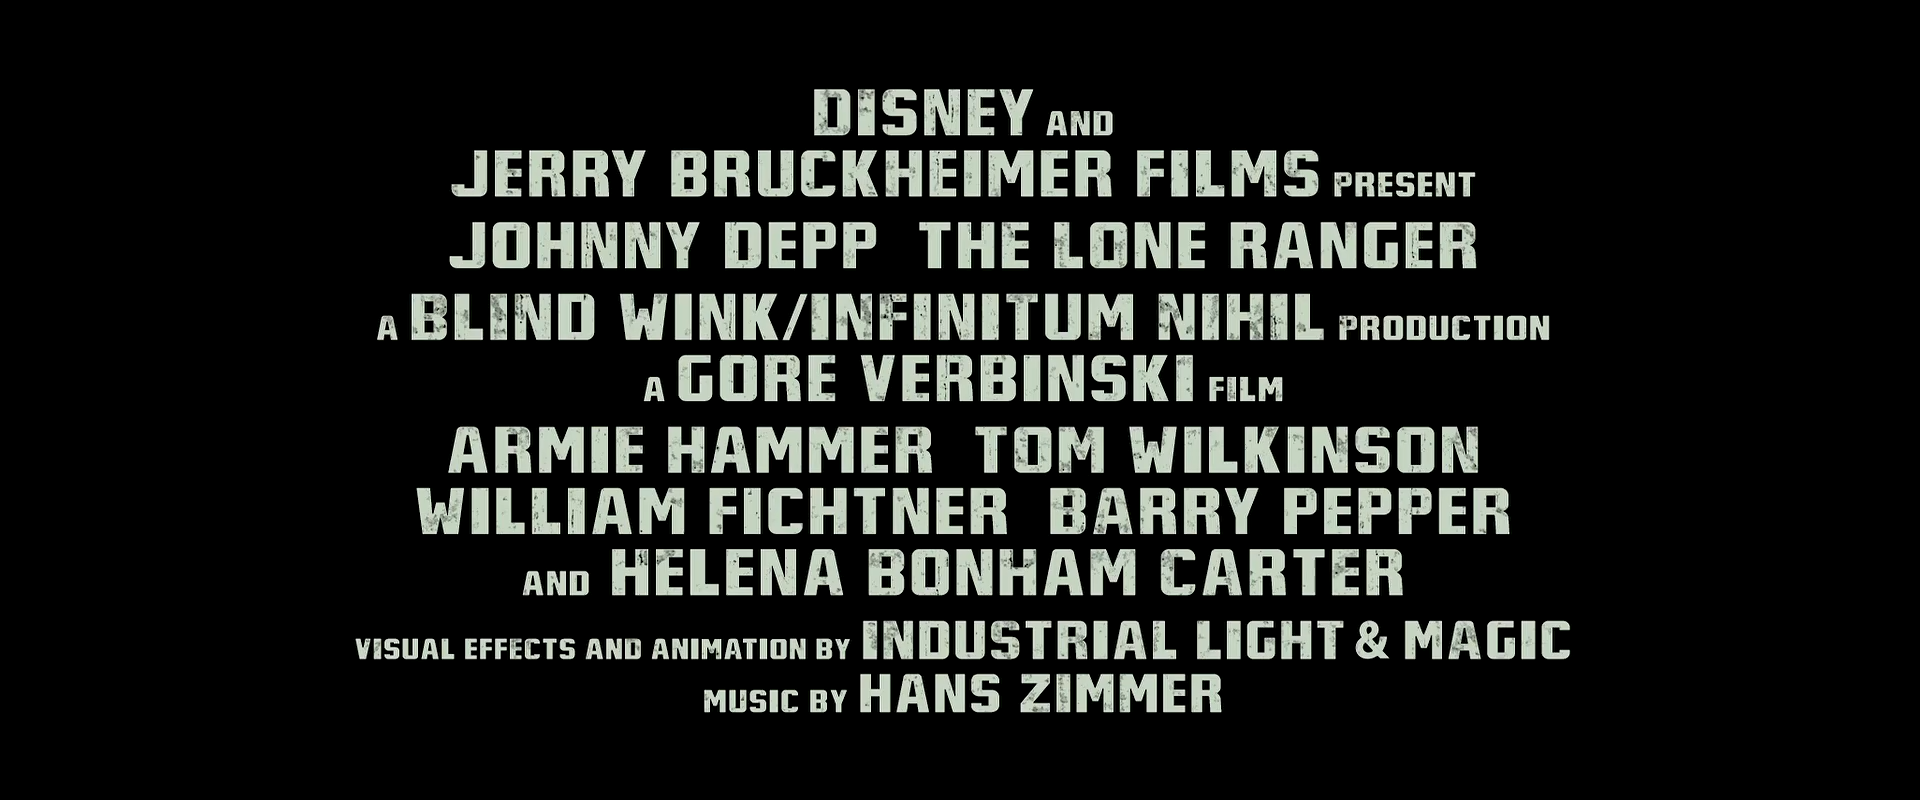 DISNEY AND
JERRY BRUCKHEIMER FILMS PRESENT
JOHNNY DEPP THE LONE RANGER
A BLIND WINK/INFINITUM NIHIL PRODUCTION
A GORE VERBINSKI FILM
ARMIE HAMMER TOM WILKINSON
WILLIAM FICHTNER BARRY PEPPER
AND HELENA BONHAM CARTER
VISUAL EFFECTS AND ANIMATION BY INDUSTRIAL LIGHT & MAGIC
MUSIC BY HANS ZIMMER